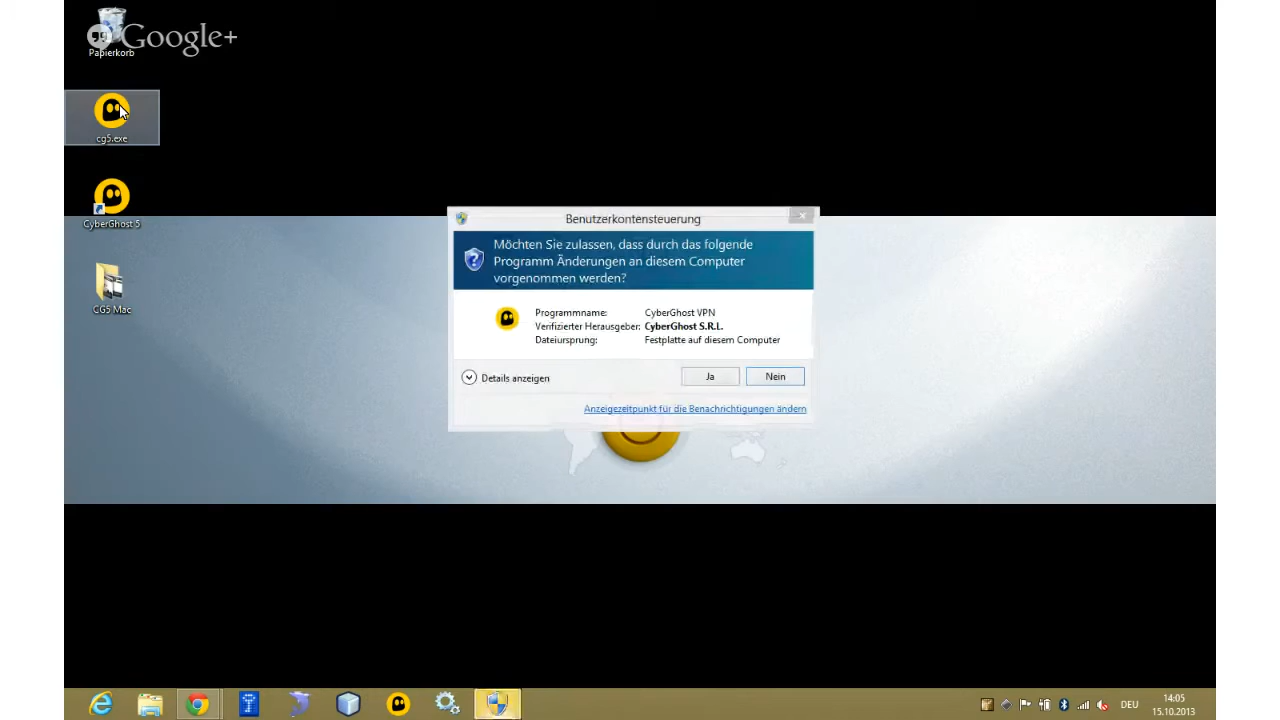 Google+
Papierkorb
cg5.exe
CyberGhost 5
CG5 Mac
Benutzerkontensteuerung
Möchten Sie zulassen, dass durch das folgende
Programm Änderungen an diesem Computer
vorgenommen werden?
Programmname: CyberGhost VPN
Verifizierter Herausgeber: CyberGhost S.R.L.
Dateiursprung: Festplatte auf diesem Computer
Details anzeigen
Ja
Nein
Anzeigezeitpunkt für die Benachrichtigungen ändern
DEU
14:05
15.10.2013